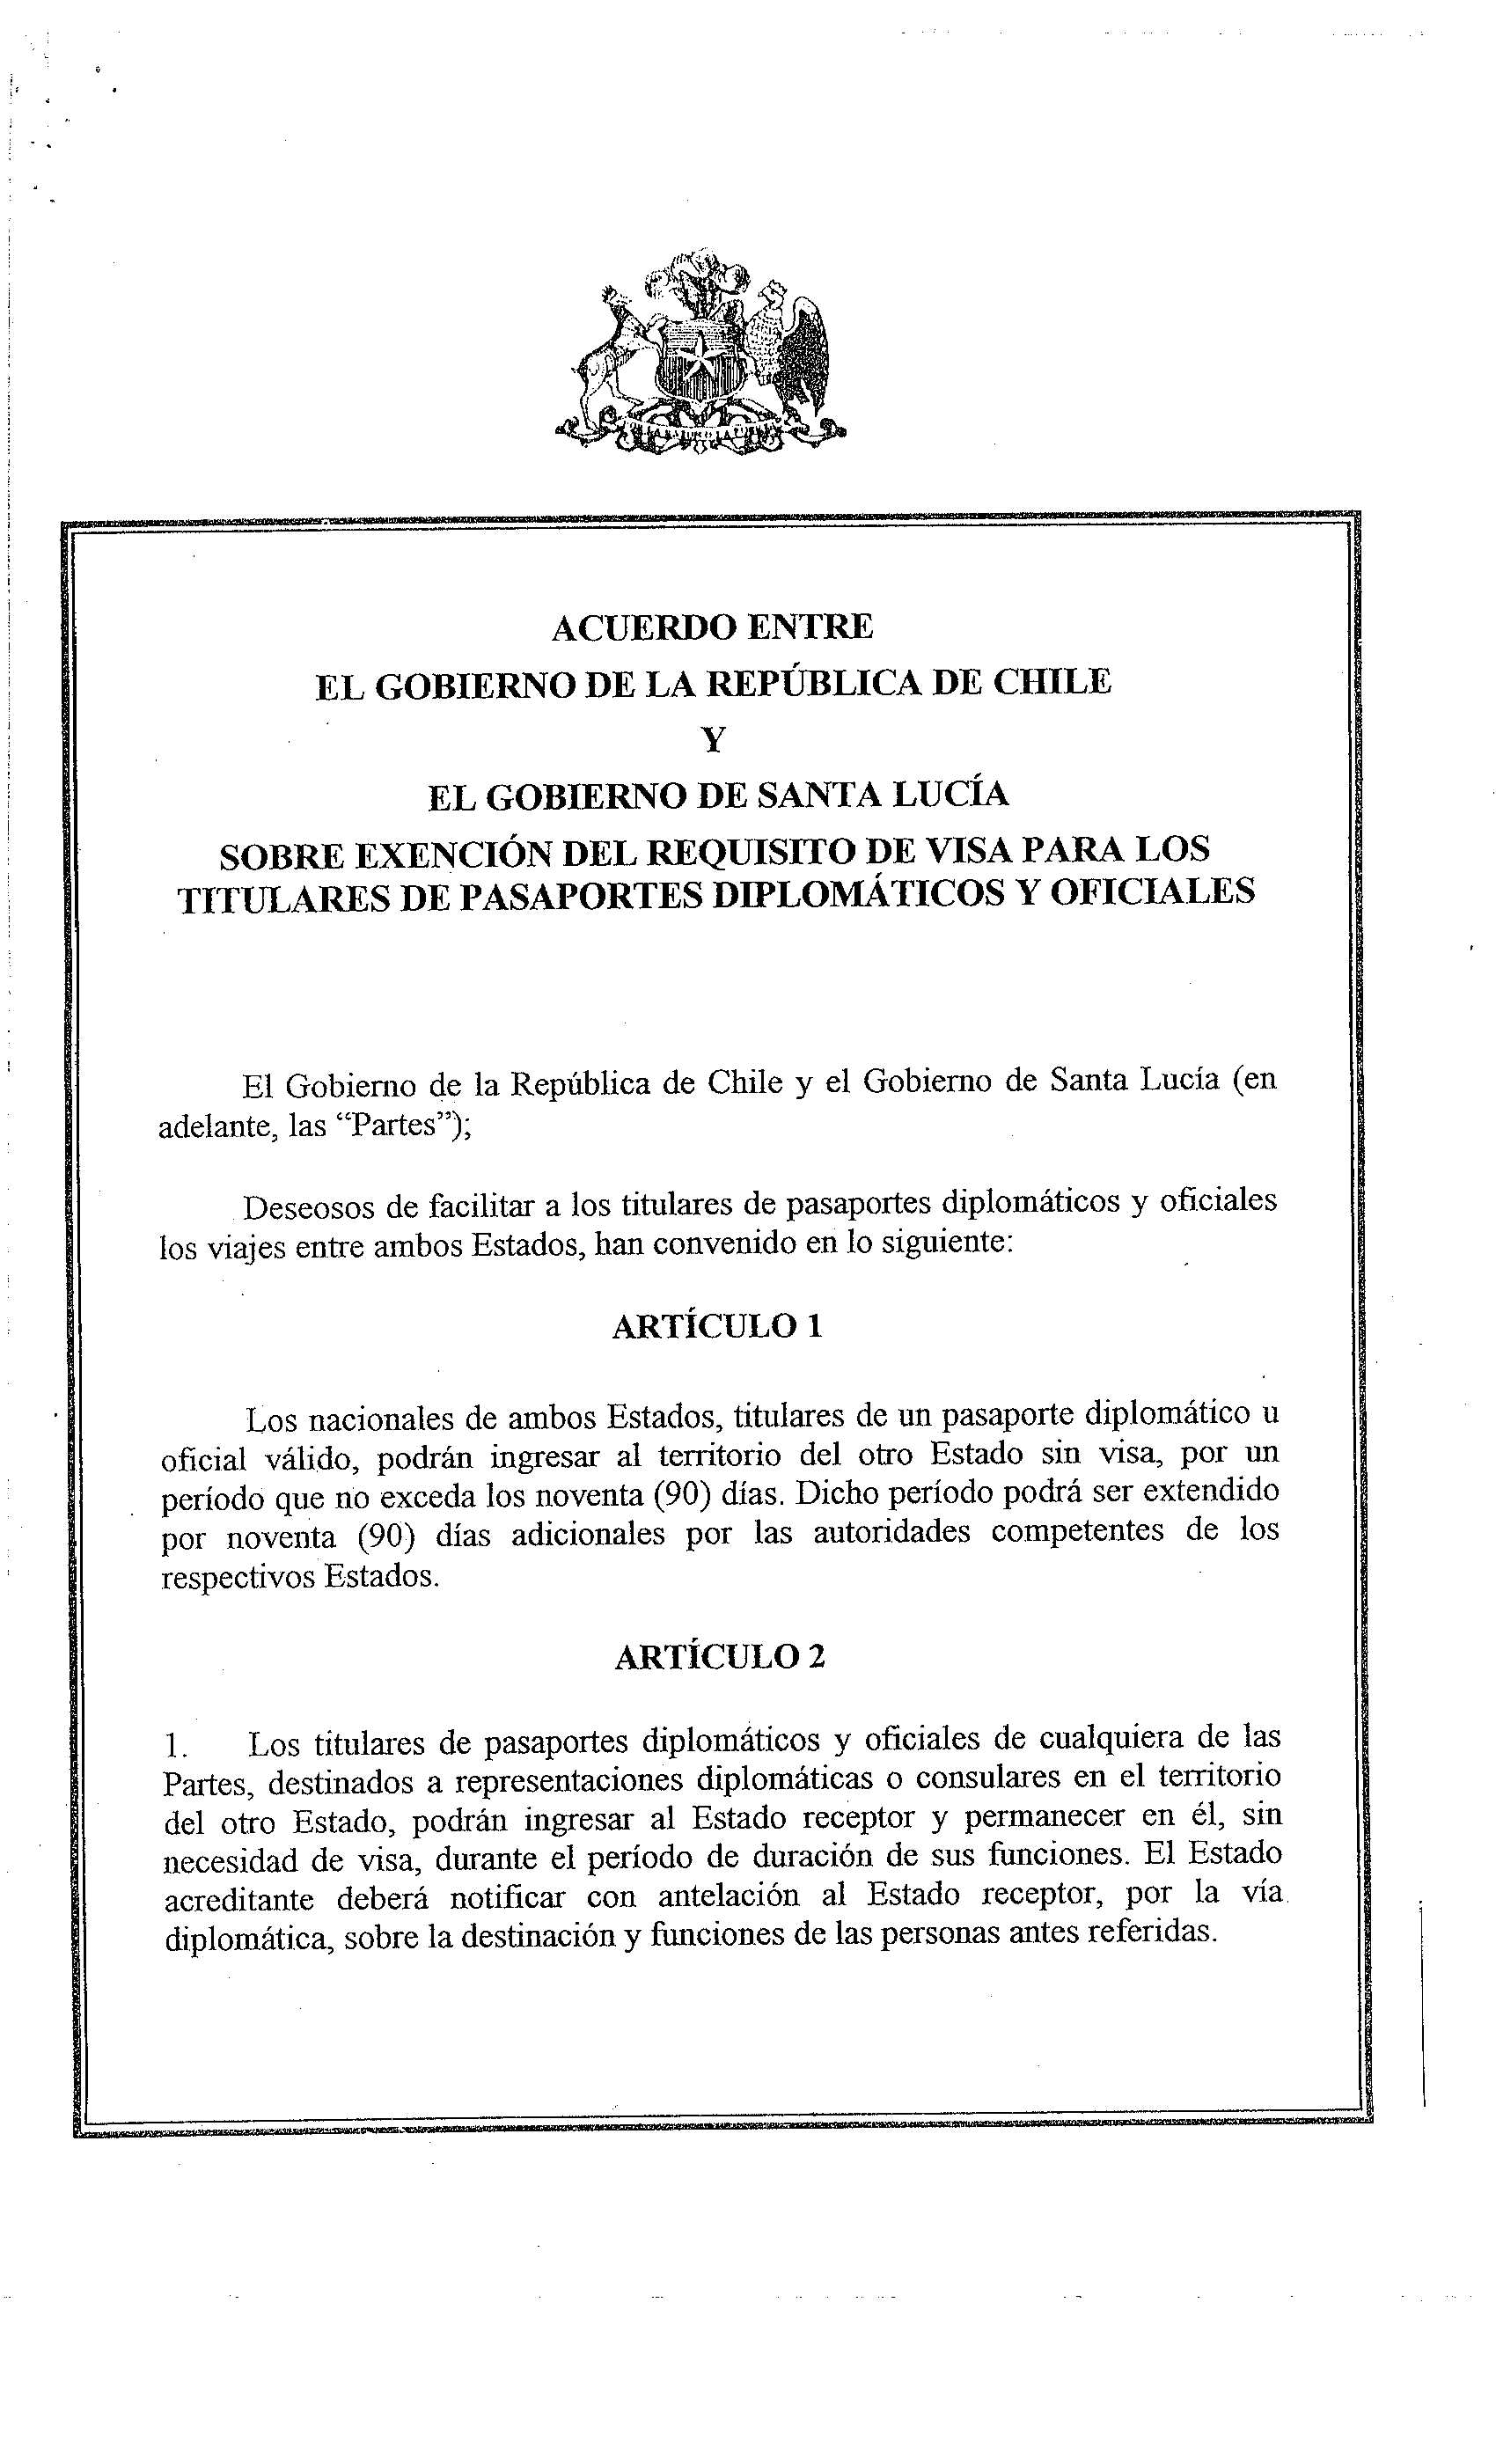 ACUERDO ENTRE
EL GOBIERNO DE LA REPÚBLICA DE CHILE
Y
EL GOBIERNO DE SANTA LUCÍA
SOBRE EXENCIÓN DEL REQUISITO DE VISA PARA LOS
TITULARES DE PASAPORTES DIPLOMÁTICOS Y OFICIALES
El Gobierno de la República de Chile y el Gobierno de Santa Lucía (en
adelante, las “Partes”);
Deseosos de facilitar a los titulares de pasaportes diplomáticos y oficiales
los viajes entre ambos Estados, han convenido en lo siguiente:
ARTÍCULO 1
Los nacionales de ambos Estados, titulares de un pasaporte diplomático u
oficial válido, podrán ingresar al territorio del otro Estado sin visa, por un
período que no exceda los noventa (90) días. Dicho período podrá ser extendido
por noventa (90) días adicionales por las autoridades competentes de los
respectivos Estados.
ARTÍCULO 2
1. Los titulares de pasaportes diplomáticos y oficiales de cualquiera de las
Partes, destinados a representaciones diplomáticas o consulares en el territorio
del otro Estado, podrán ingresar al Estado receptor y permanecer en él, sin
necesidad de visa, durante el período de duración de sus funciones. El Estado
acreditante deberá notificar con antelación al Estado receptor, por la vía
diplomática, sobre la destinación y funciones de las personas antes referidas.